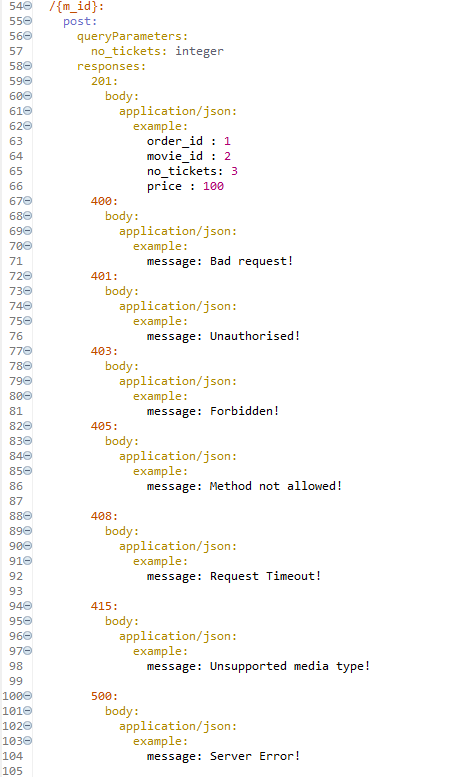 54 /{m_id}:
55   post:
56     queryParameters:
57       no_tickets: integer
58     responses:
59       201:
60         body:
61           application/json:
62             example:
63               order_id : 1
64               movie_id : 2
65               no_tickets: 3
66               price : 100
67       400:
68         body:
69           application/json:
70             example:
71               message: Bad request!
72       401:
73         body:
74           application/json:
75             example:
76               message: Unauthorised!
77       403:
78         body:
79           application/json:
80             example:
81               message: Forbidden!
82       405:
83         body:
84           application/json:
85             example:
86               message: Method not allowed!
87
88       408:
89         body:
90           application/json:
91             example:
92               message: Request Timeout!
93
94       415:
95         body:
96           application/json:
97             example:
98               message: Unsupported media type!
99
100       500:
101         body:
102           application/json:
103             example:
104               message: Server Error!
105